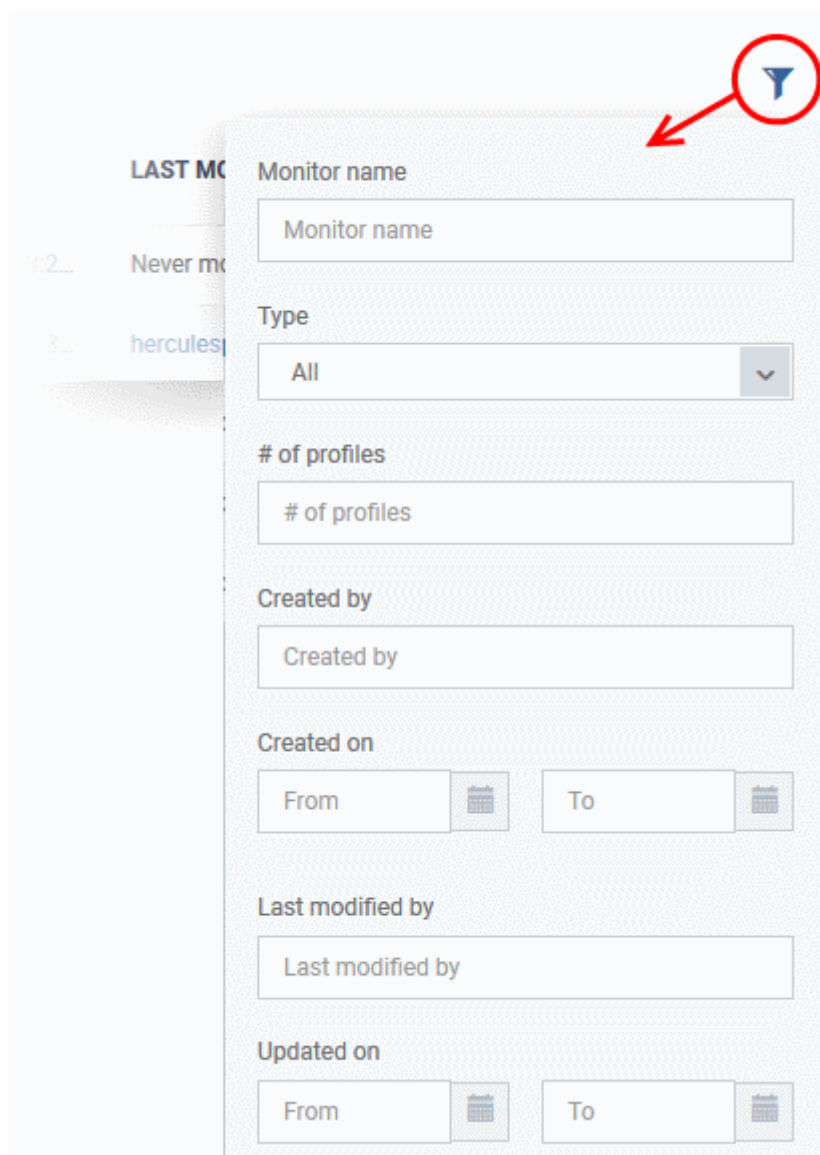 LAST MO
Monitor name
Monitor name
Never mo
Type
hercules
All
# of profiles
# of profiles
Created by
Created by
Created on
From To
Last modified by
Last modified by
Updated on
From To